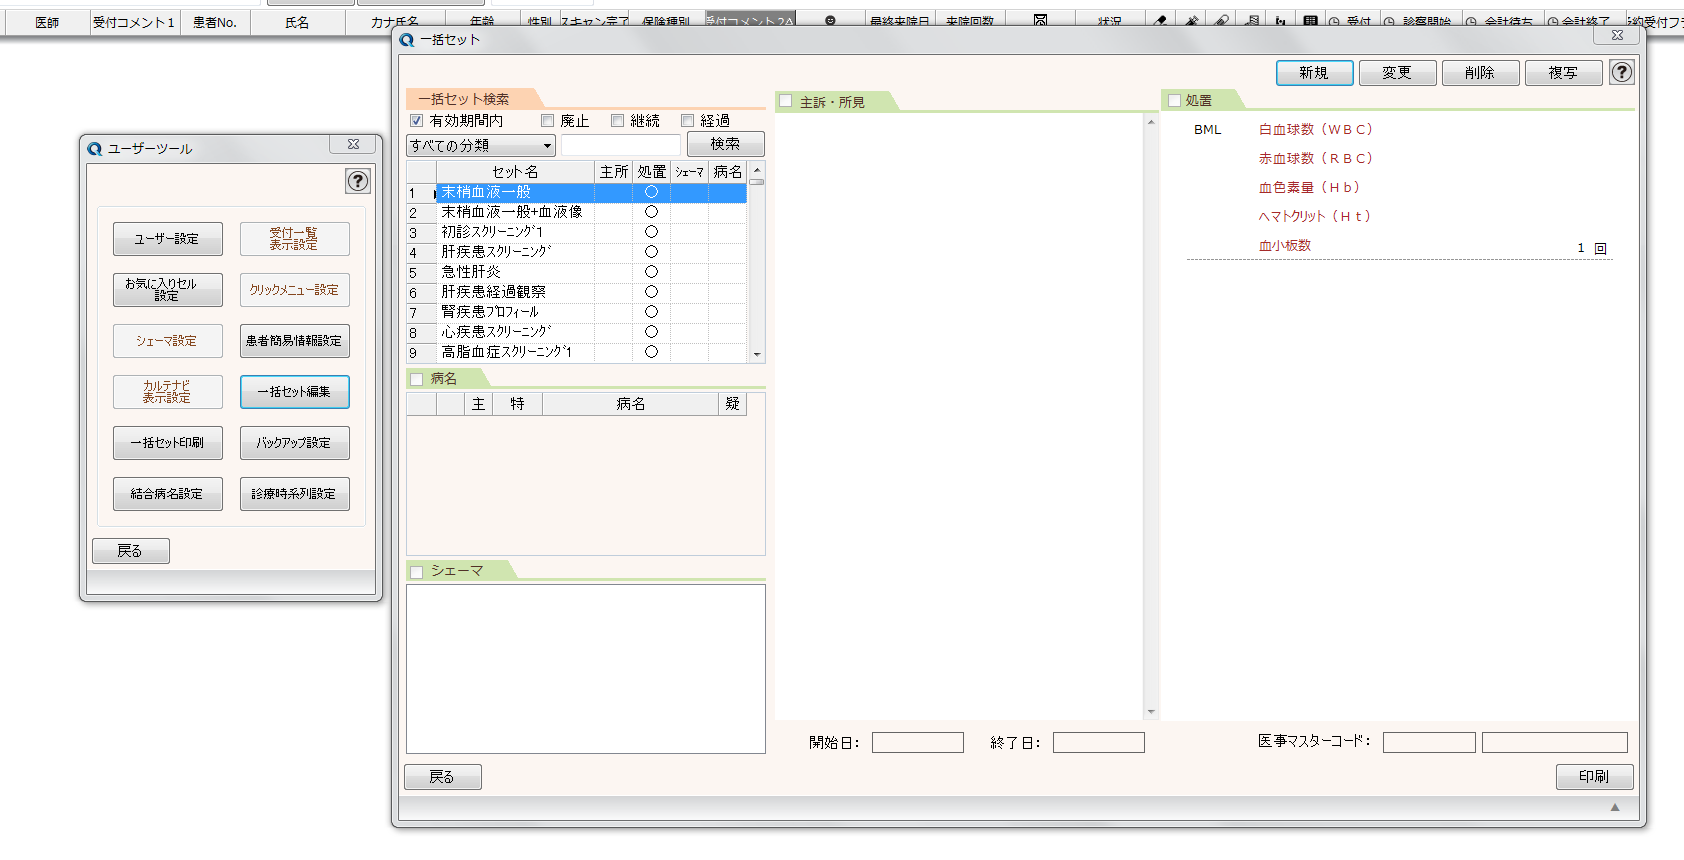 医師 受付コメント1 患者No. 氏名 カナ氏名 年齢 性別 スキャン完了 保険種別 受付コメント2 最終来院日 来院回数 状況 受付 診察開始 会計待ち 会計終了
一括セット
新規 変更 削除 複写 ?
一括セット検索
有効期間内 廃止 継続 経過
すべての分類 検索
セット名 主所 処置 シェーマ 病名
1 末梢血液一般 ○
2 末梢血液一般+血液像 ○
3 初診スクリーニング1 ○
4 肝疾患スクリーニング ○
5 急性肝炎 ○
6 肝疾患経過観察 ○
7 腎疾患プロフィール ○
8 心疾患スクリーニング ○
9 高脂血症スクリーニング1 ○
病名
主 特 病名 疑
シェーマ
主訴・所見
処置
BML 白血球数(WBC)
赤血球数(RBC)
血色素量(Hb)
ヘマトクリット(Ht)
血小板数 1 回
開始日: 終了日: 医事マスターコード:
戻る 印刷
ユーザーツール
?
ユーザー設定
受付一覧
表示設定
お気に入りセル
設定
クリックメニュー設定
シェーマ設定
患者簡易情報設定
カルテナビ
表示設定
一括セット編集
一括セット印刷
バックアップ設定
結合病名設定
診療時系列設定
戻る